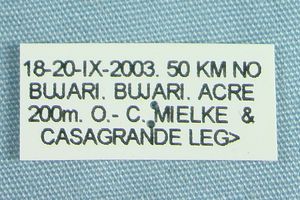 18-20-IX-2003. 50 KM NO
BUJARI. BUJARI. ACRE
200m. O.- C. MIELKE &
CASAGRANDE LEG>